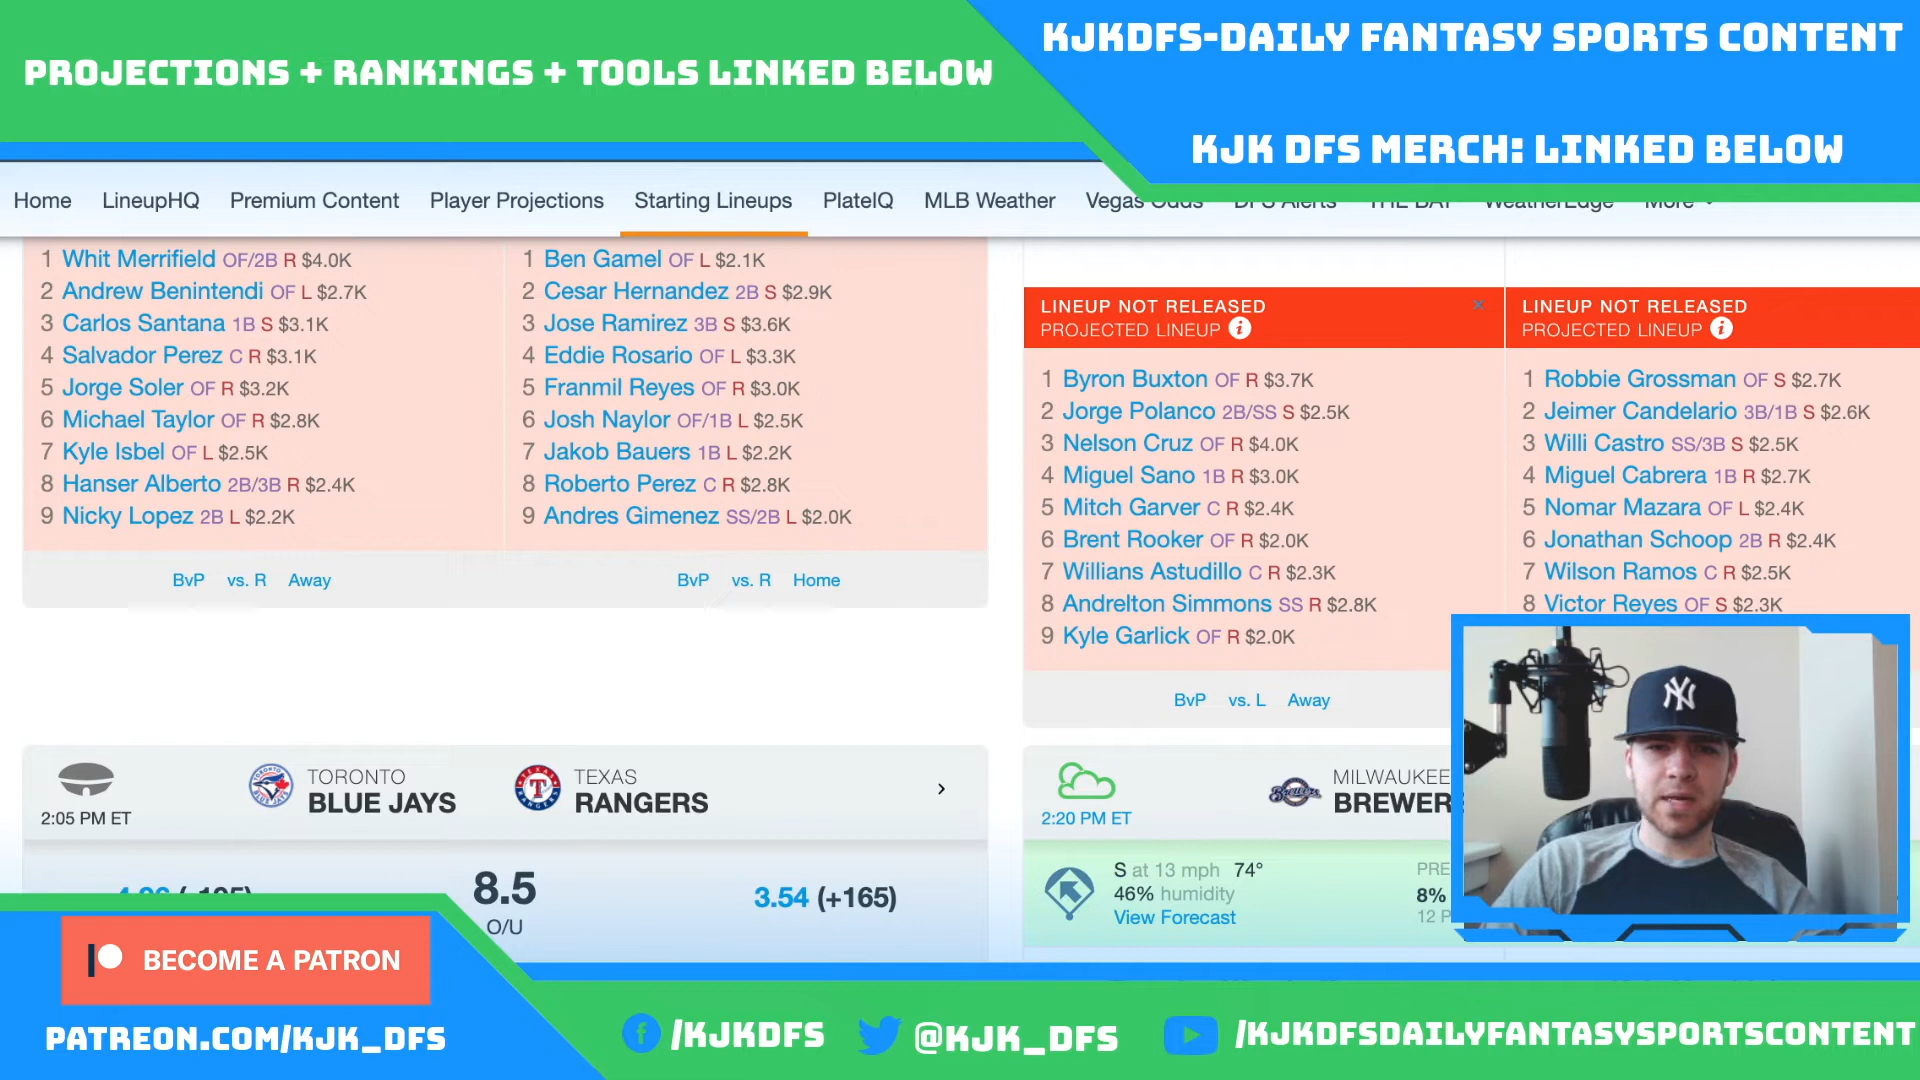 PROJECTIONS + RANKINGS + TOOLS LINKED BELOW
KJKDFS-DAILY FANTASY SPORTS CONTENT
KJK DFS MERCH: LINKED BELOW
Home LineupHQ Premium Content Player Projections Starting Lineups PlateIQ MLB Weather Vegas Odds DFS Alerts THE BAT WeatherEdge More
1 Whit Merrifield OF/2B R $4.0K
2 Andrew Benintendi OF L $2.7K
3 Carlos Santana 1B S $3.1K
4 Salvador Perez C R $3.1K
5 Jorge Soler OF R $3.2K
6 Michael Taylor OF R $2.8K
7 Kyle Isbel OF L $2.5K
8 Hanser Alberto 2B/3B R $2.4K
9 Nicky Lopez 2B L $2.2K
BvP vs. R Away
1 Ben Gamel OF L $2.1K
2 Cesar Hernandez 2B S $2.9K
3 Jose Ramirez 3B S $3.6K
4 Eddie Rosario OF L $3.3K
5 Franmil Reyes OF R $3.0K
6 Josh Naylor OF/1B L $2.5K
7 Jakob Bauers 1B L $2.2K
8 Roberto Perez C R $2.8K
9 Andres Gimenez SS/2B L $2.0K
BvP vs. R Home
LINEUP NOT RELEASED
PROJECTED LINEUP
1 Byron Buxton OF R $3.7K
2 Jorge Polanco 2B/SS S $2.5K
3 Nelson Cruz OF R $4.0K
4 Miguel Sano 1B R $3.0K
5 Mitch Garver C R $2.4K
6 Brent Rooker OF R $2.0K
7 Willians Astudillo C R $2.3K
8 Andrelton Simmons SS R $2.8K
9 Kyle Garlick OF R $2.0K
BvP vs. L Away
LINEUP NOT RELEASED
PROJECTED LINEUP
1 Robbie Grossman OF S $2.7K
2 Jeimer Candelario 3B/1B S $2.6K
3 Willi Castro SS/3B S $2.5K
4 Miguel Cabrera 1B R $2.7K
5 Nomar Mazara OF L $2.4K
6 Jonathan Schoop 2B R $2.4K
7 Wilson Ramos C R $2.5K
8 Victor Reyes OF S $2.3K
2:05 PM ET
TORONTO
BLUE JAYS
TEXAS
RANGERS
8.5
O/U
3.54 (+165)
2:20 PM ET
MILWAUKEE
BREWER
S at 13 mph 74°
46% humidity
View Forecast
PRE
8%
12 P
NY
BECOME A PATRON
PATREON.COM/KJK_DFS
/KJKDFS
@KJK_DFS
/KJKDFSDAILYFANTASYSPORTSCONTENT